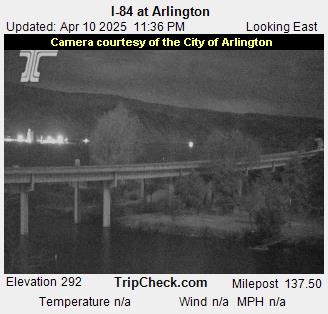 I-84 at Arlington
Updated: Apr 10 2025 11:36 PM Looking East
Camera courtesy of the City of Arlington
Elevation 292 TripCheck.com Milepost 137.50
Temperature n/a Wind n/a MPH n/a